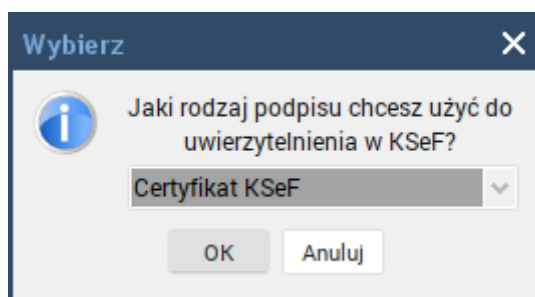 Wybierz
Jaki rodzaj podpisu chcesz użyć do
uwierzytelnienia w KSeF?
Certyfikat KSeF
OK Anuluj